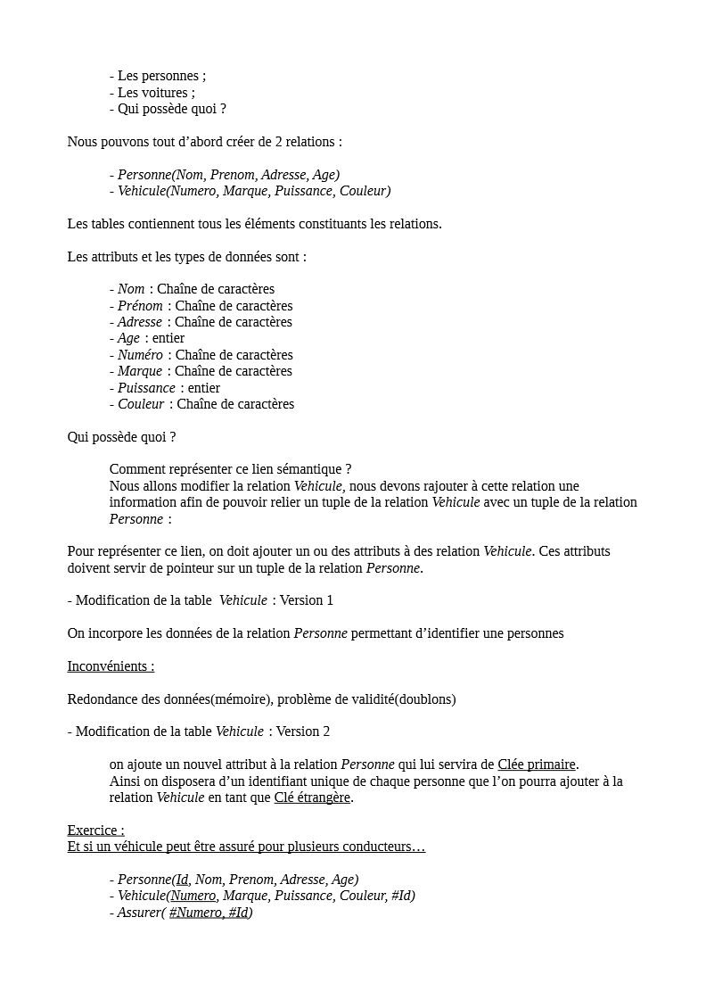 - Les personnes ;
- Les voitures ;
- Qui possède quoi ?
Nous pouvons tout d’abord créer de 2 relations :
- Personne(Nom, Prenom, Adresse, Age)
- Vehicule(Numero, Marque, Puissance, Couleur)
Les tables contiennent tous les éléments constituants les relations.
Les attributs et les types de données sont :
- Nom : Chaîne de caractères
- Prénom : Chaîne de caractères
- Adresse : Chaîne de caractères
- Age : entier
- Numéro : Chaîne de caractères
- Marque : Chaîne de caractères
- Puissance : entier
- Couleur : Chaîne de caractères
Qui possède quoi ?
Comment représenter ce lien sémantique ?
Nous allons modifier la relation Vehicule, nous devons rajouter à cette relation une
information afin de pouvoir relier un tuple de la relation Vehicule avec un tuple de la relation
Personne :
Pour représenter ce lien, on doit ajouter un ou des attributs à des relation Vehicule. Ces attributs
doivent servir de pointeur sur un tuple de la relation Personne.
- Modification de la table Vehicule : Version 1
On incorpore les données de la relation Personne permettant d’identifier une personnes
Inconvénients :
Redondance des données(mémoire), problème de validité(doublons)
- Modification de la table Vehicule : Version 2
on ajoute un nouvel attribut à la relation Personne qui lui servira de Clée primaire.
Ainsi on disposera d’un identifiant unique de chaque personne que l’on pourra ajouter à la
relation Vehicule en tant que Clé étrangère.
Exercice :
Et si un véhicule peut être assuré pour plusieurs conducteurs…
- Personne(Id, Nom, Prenom, Adresse, Age)
- Vehicule(Numero, Marque, Puissance, Couleur, #Id)
- Assurer( #Numero, #Id)